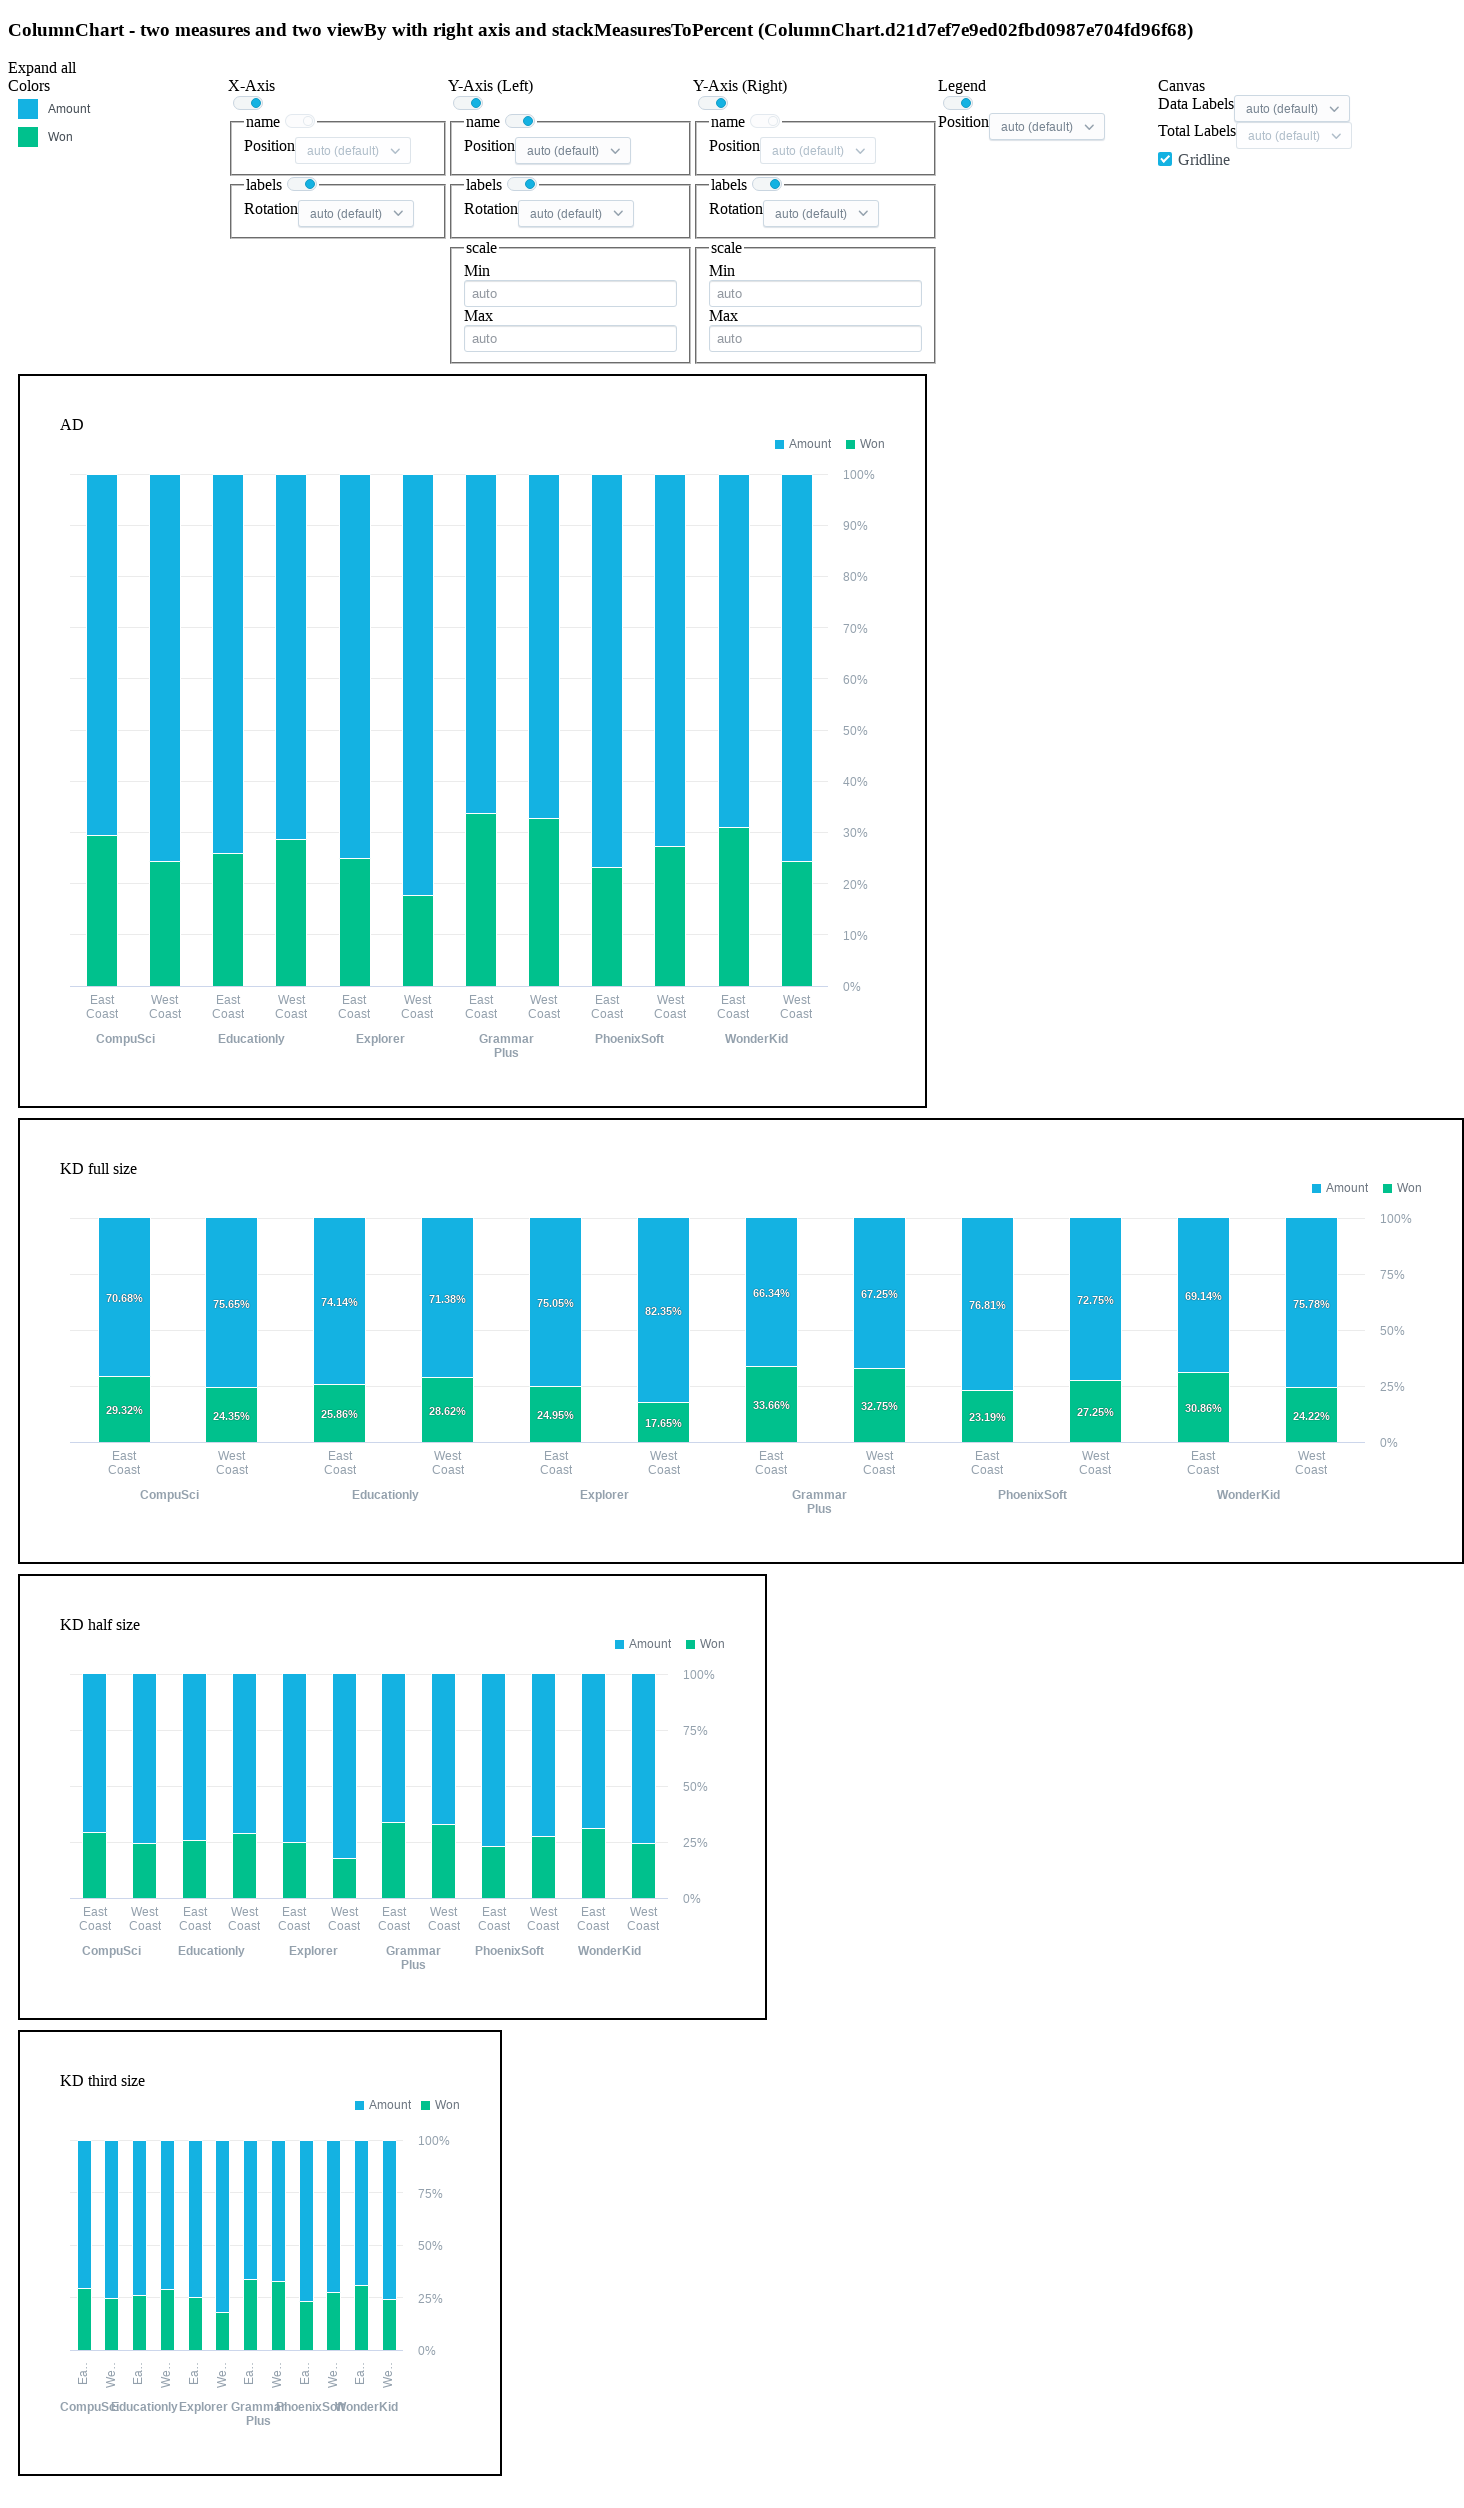 ColumnChart - two measures and two viewBy with right axis and stackMeasuresToPercent (ColumnChart.d21d7ef7e9ed02fbd0987e704fd96f68)
Expand all
Colors
Amount
Won
X-Axis
name
Position auto (default)
labels
Rotation auto (default)
Y-Axis (Left)
name
Position auto (default)
labels
Rotation auto (default)
scale
Min
auto
Max
auto
Y-Axis (Right)
name
Position auto (default)
labels
Rotation auto (default)
scale
Min
auto
Max
auto
Legend
Position auto (default)
Canvas
Data Labels auto (default)
Total Labels auto (default)
Gridline
AD
Amount Won
100%
90%
80%
70%
60%
50%
40%
30%
20%
10%
0%
East West East West East West East West East West East West
Coast Coast Coast Coast Coast Coast Coast Coast Coast Coast Coast Coast
CompuSci Educationly Explorer Grammar PhoenixSoft WonderKid
Plus
KD full size
Amount Won
100%
75%
50%
25%
0%
70.68% 75.65% 74.14% 71.38% 75.05% 82.35% 66.34% 67.25% 76.81% 72.75% 69.14% 75.78%
29.32% 24.35% 25.86% 28.62% 24.95% 17.65% 33.66% 32.75% 23.19% 27.25% 30.86% 24.22%
East West East West East West East West East West East West
Coast Coast Coast Coast Coast Coast Coast Coast Coast Coast Coast Coast
CompuSci Educationly Explorer Grammar PhoenixSoft WonderKid
Plus
KD half size
Amount Won
100%
75%
50%
25%
0%
East West East West East West East West East West East West
Coast Coast Coast Coast Coast Coast Coast Coast Coast Coast Coast Coast
CompuSci Educationly Explorer Grammar PhoenixSoft WonderKid
Plus
KD third size
Amount Won
100%
75%
50%
25%
0%
Ea… We… Ea… We… Ea… We… Ea… We… Ea… We… Ea… We…
CompuSci Educationly Explorer Grammar PhoenixSoft WonderKid
Plus